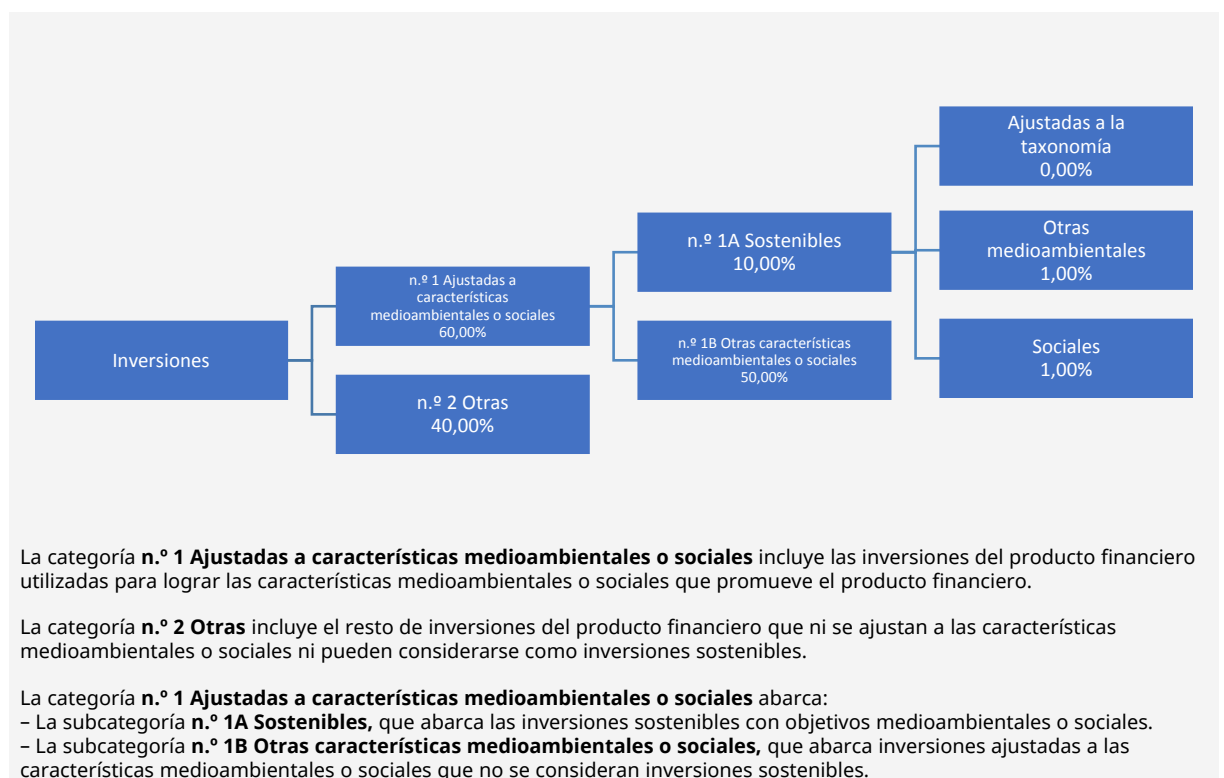 Inversiones
n.º 1 Ajustadas a
características
medioambientales o sociales
60,00%
n.º 2 Otras
40,00%
n.º 1A Sostenibles
10,00%
n.º 1B Otras características
medioambientales o sociales
50,00%
Ajustadas a la
taxonomía
0,00%
Otras
medioambientales
1,00%
Sociales
1,00%
La categoría n.º 1 Ajustadas a características medioambientales o sociales incluye las inversiones del producto financiero
utilizadas para lograr las características medioambientales o sociales que promueve el producto financiero.
La categoría n.º 2 Otras incluye el resto de inversiones del producto financiero que ni se ajustan a las características
medioambientales o sociales ni pueden considerarse como inversiones sostenibles.
La categoría n.º 1 Ajustadas a características medioambientales o sociales abarca:
– La subcategoría n.º 1A Sostenibles, que abarca las inversiones sostenibles con objetivos medioambientales o sociales.
– La subcategoría n.º 1B Otras características medioambientales o sociales, que abarca inversiones ajustadas a las
características medioambientales o sociales que no se consideran inversiones sostenibles.